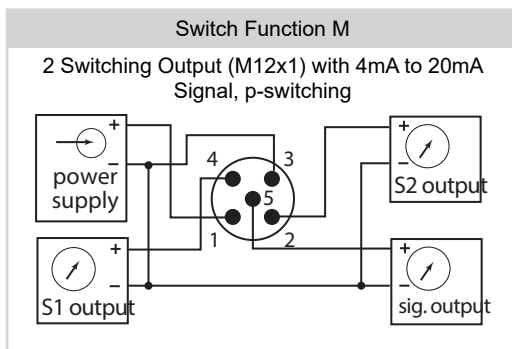 Switch Function M
2 Switching Output (M12x1) with 4mA to 20mA
Signal, p-switching
+
−
power
supply
4
3
5
1
2
+
−
S2 output
+
−
S1 output
+
−
sig. output